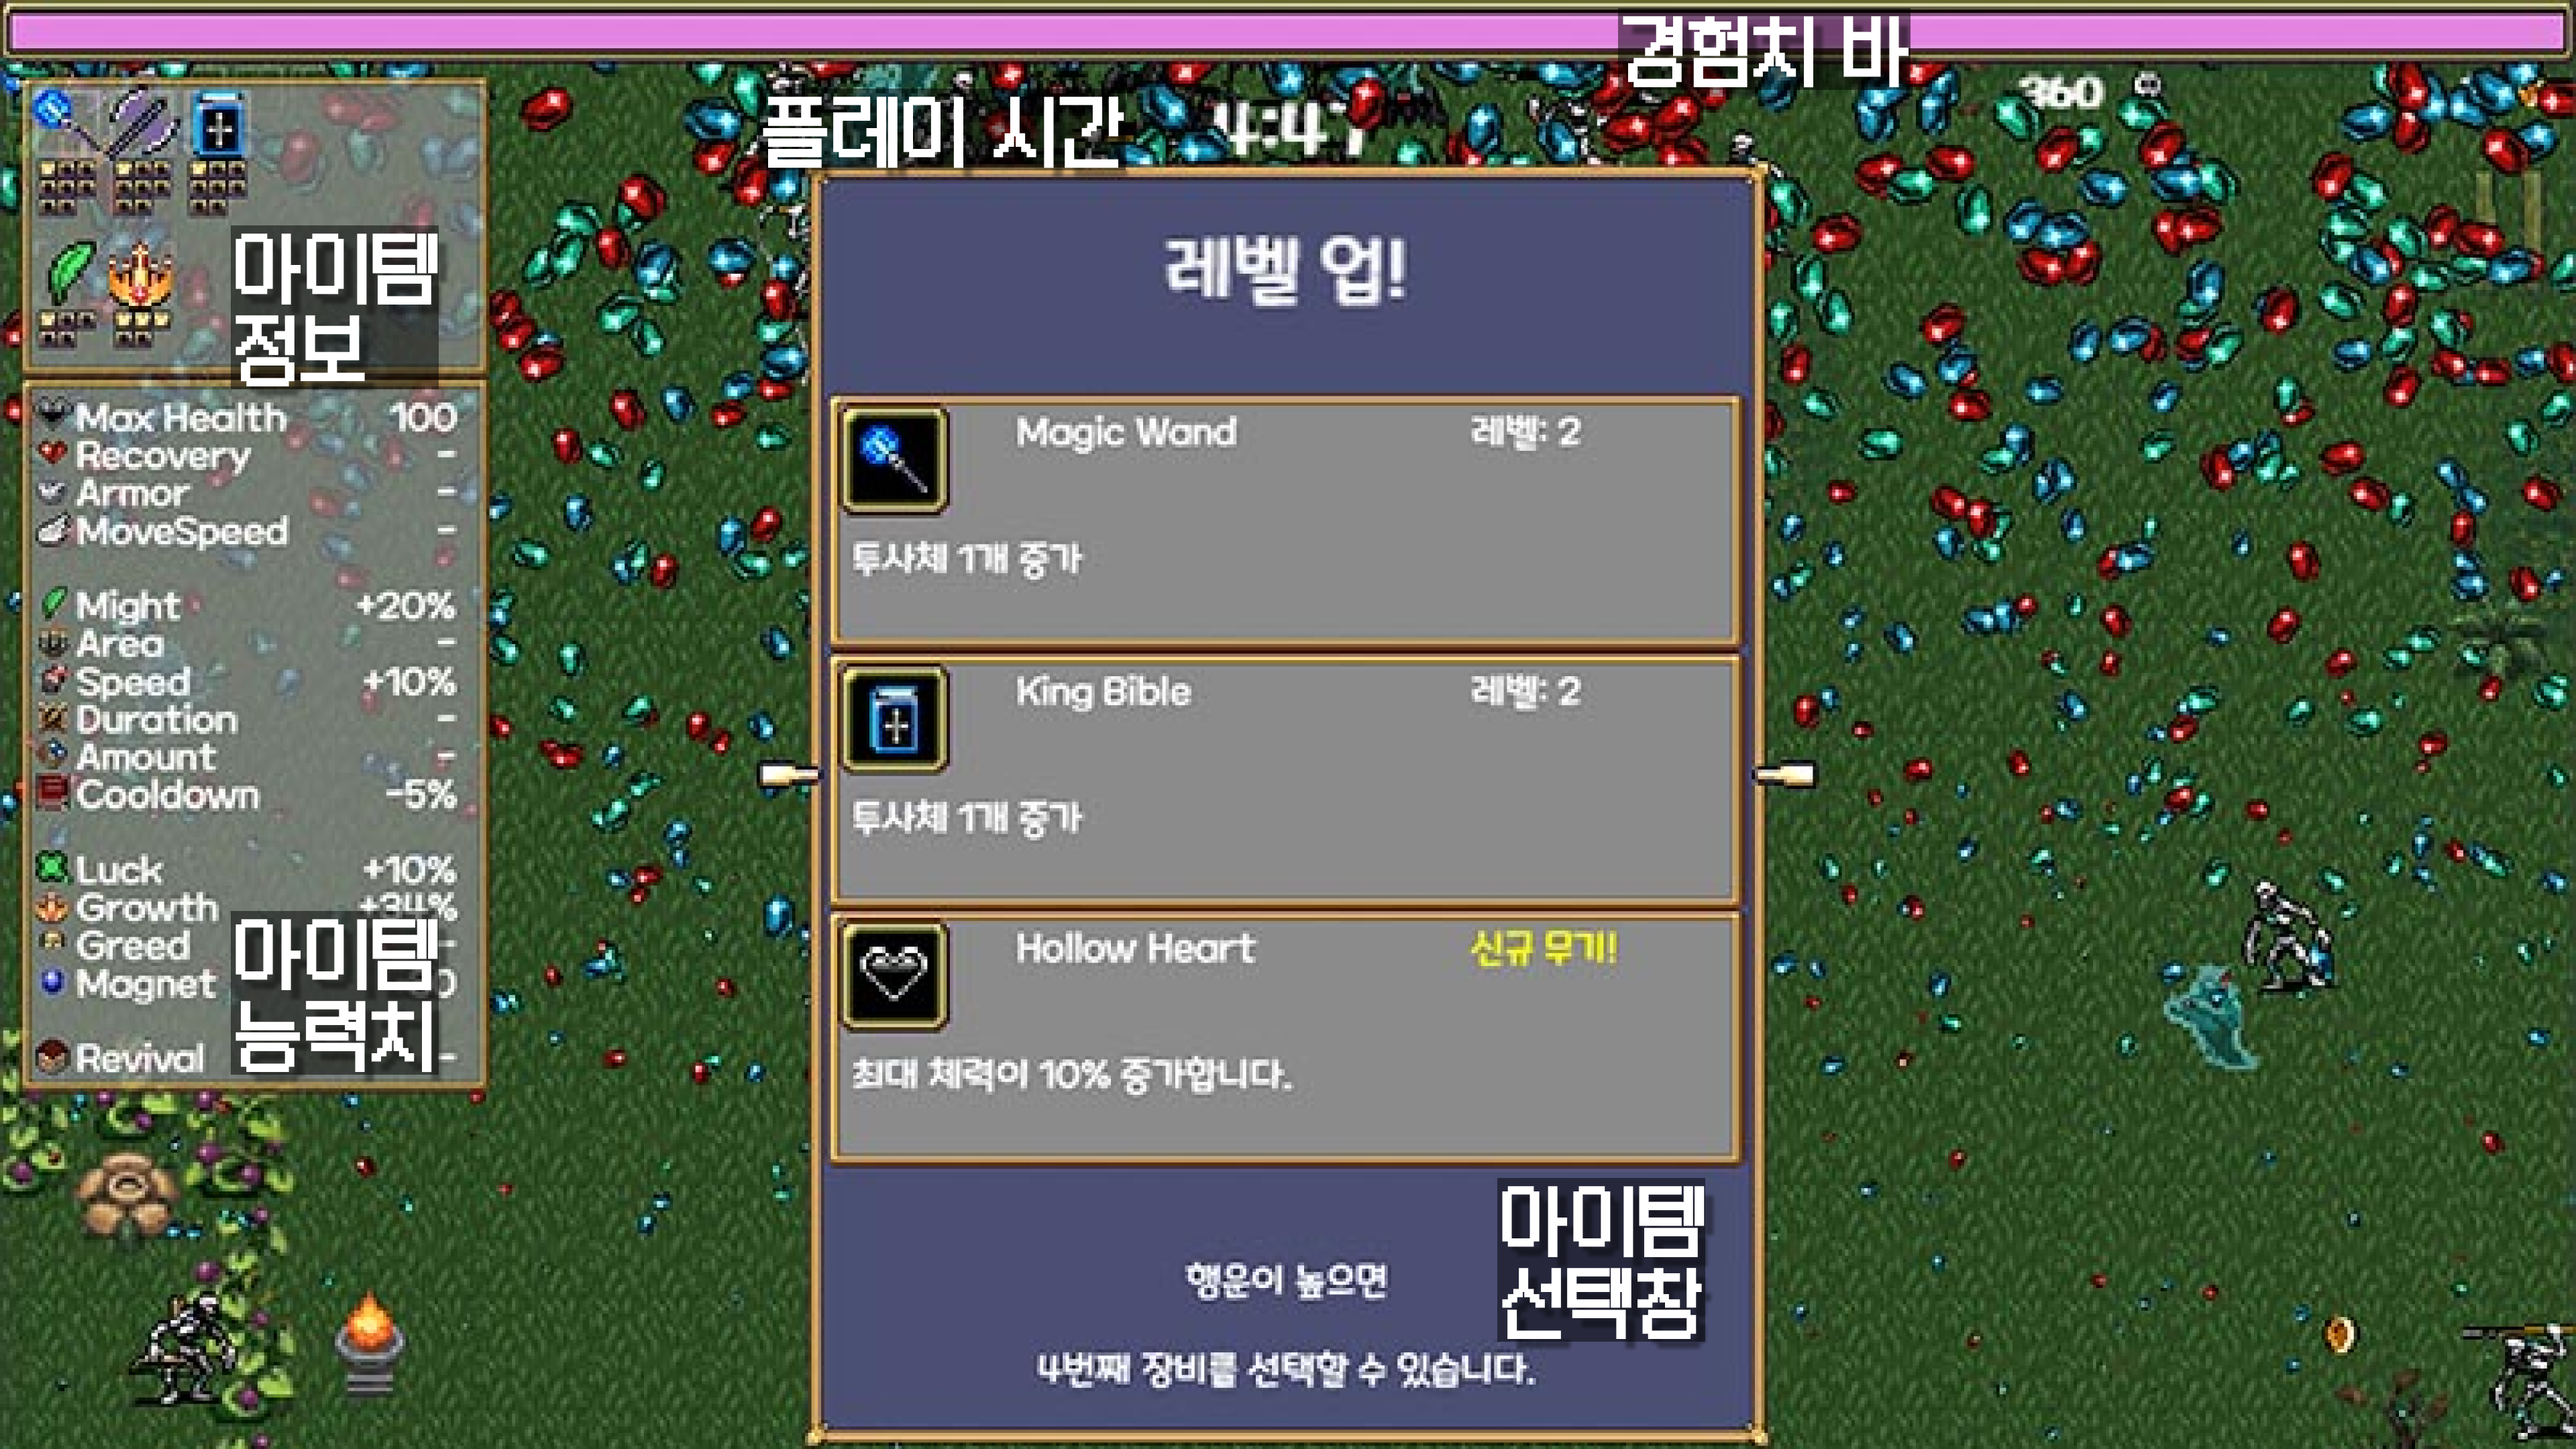 경험치 바
360
플레이 시간
4:47
아이템
정보
Max Health 100
Recovery -
Armor -
MoveSpeed -
Might +20%
Area -
Speed +10%
Duration -
Amount -
Cooldown -5%
Luck +10%
Growth +34%
Greed -
Magnet
아이템
능력치
Revival -
레벨 업!
Magic Wand 레벨: 2
투사체 1개 증가
King Bible 레벨: 2
투사체 1개 증가
Hollow Heart 신규 무기!
최대 체력이 10% 증가합니다.
아이템
선택창
행운이 높으면
4번째 장비를 선택할 수 있습니다.